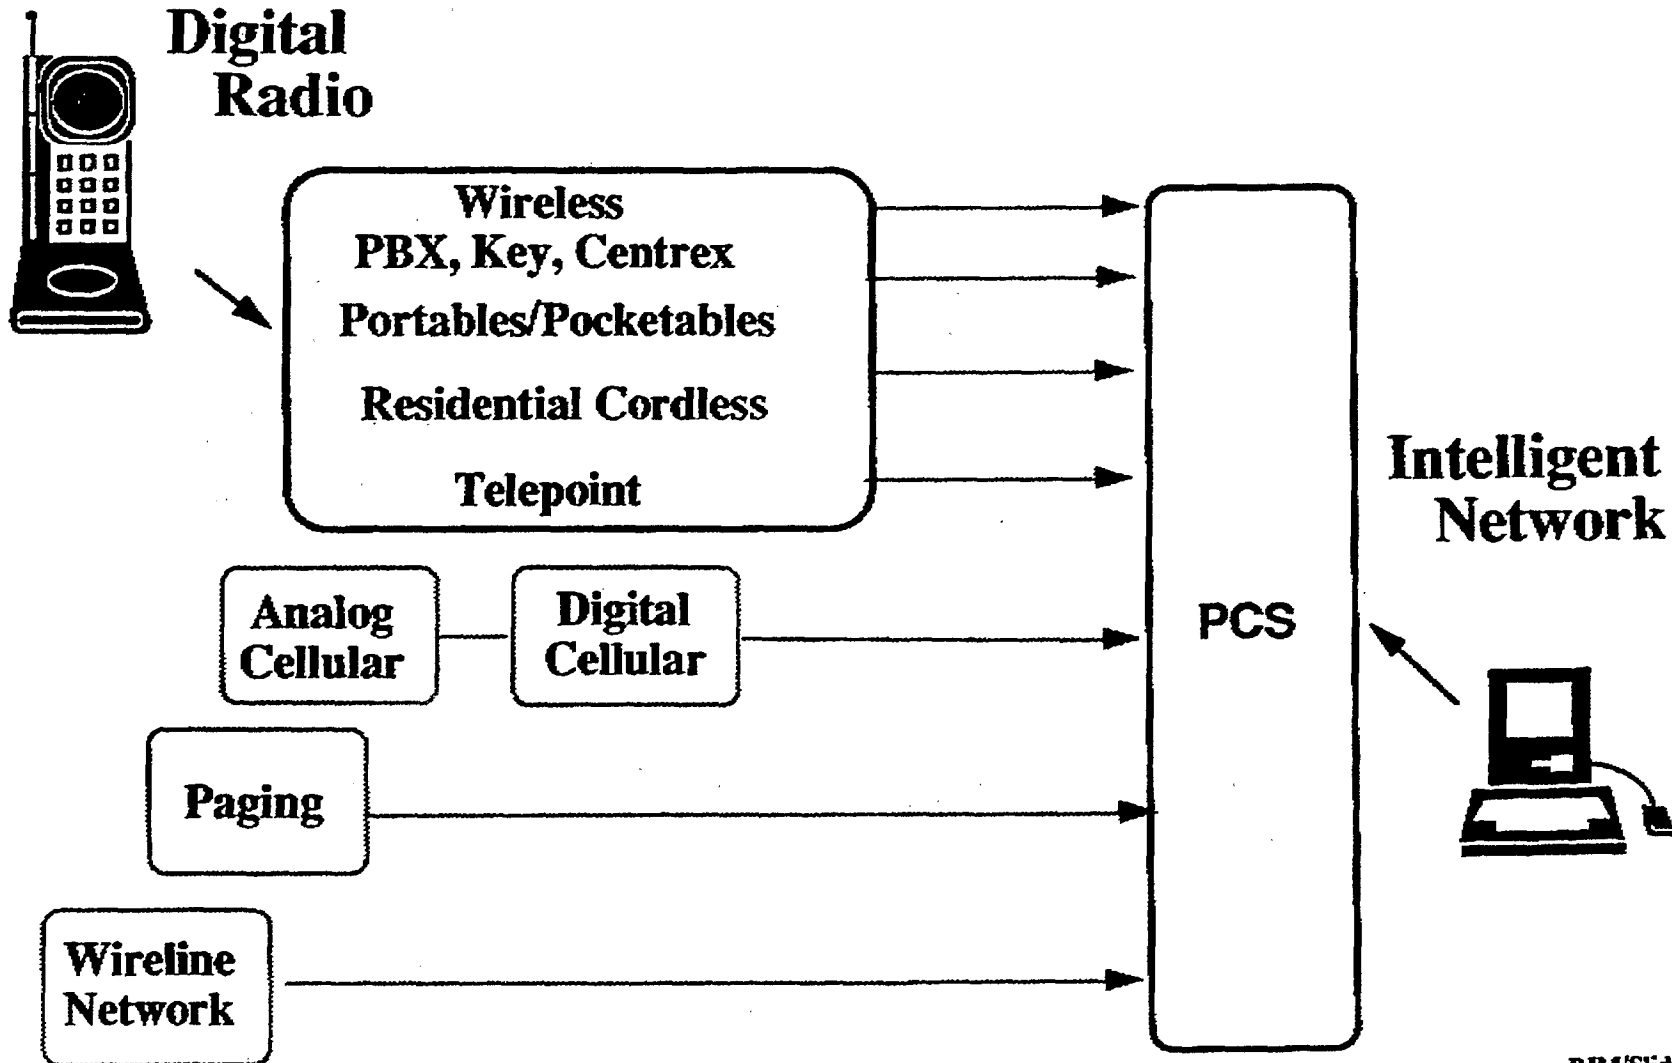 Digital
Radio
Wireless
PBX, Key, Centrex
Portables/Pocketables
Residential Cordless
Telepoint
Intelligent
Network
Analog
Cellular
Digital
Cellular
PCS
Paging
Wireline
Network